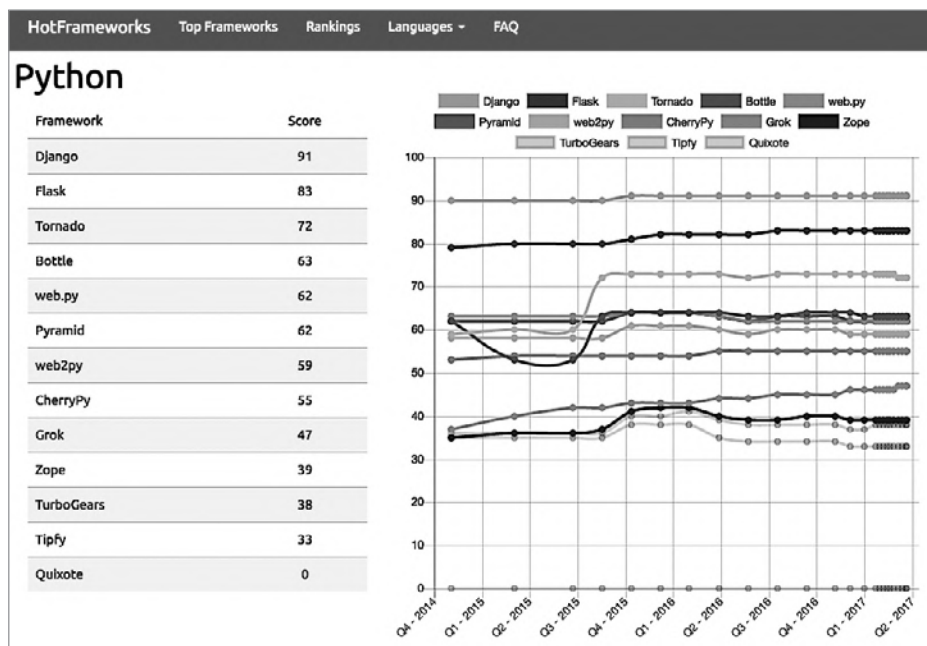 HotFrameworks Top Frameworks Rankings Languages FAQ
Python
Framework Score
Django 91
Flask 83
Tornado 72
Bottle 63
web.py 62
Pyramid 62
web2py 59
CherryPy 55
Grok 47
Zope 39
TurboGears 38
Tipfy 33
Quixote 0
Django Flask Tornado Bottle web.py
Pyramid web2py CherryPy Grok Zope
TurboGears Tipfy Quixote
100
90
80
70
60
50
40
30
20
10
0
Q4 - 2014 Q1 - 2015 Q2 - 2015 Q3 - 2015 Q4 - 2015 Q1 - 2016 Q2 - 2016 Q3 - 2016 Q4 - 2016 Q1 - 2017 Q2 - 2017